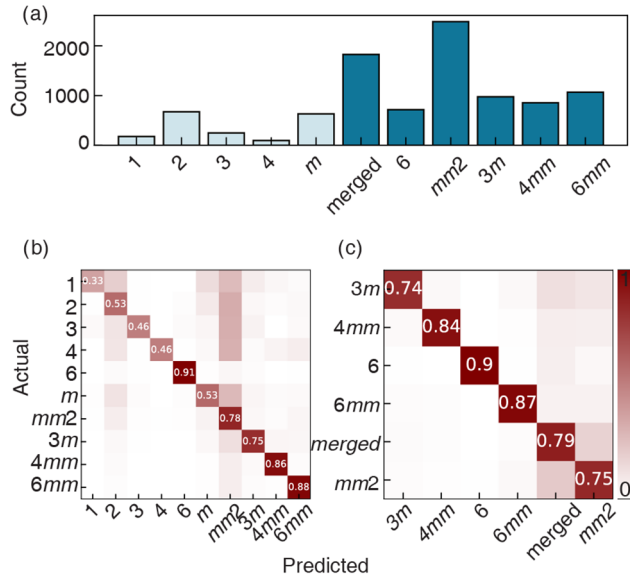 (a)
Count
2000
1000
0
1
2
3
4
m
merged
6
mm2
3m
4mm
6mm
(b)
Actual
1
2
3
4
6
m
mm2
3m
4mm
6mm
0.33
0.53
0.46
0.46
0.91
0.53
0.78
0.75
0.86
0.88
1
2
3
4
6
m
mm2
3m
4mm
6mm
(c)
3m
4mm
6
6mm
merged
mm2
0.74
0.84
0.9
0.87
0.79
0.75
3m
4mm
6
6mm
merged
mm2
0
Predicted